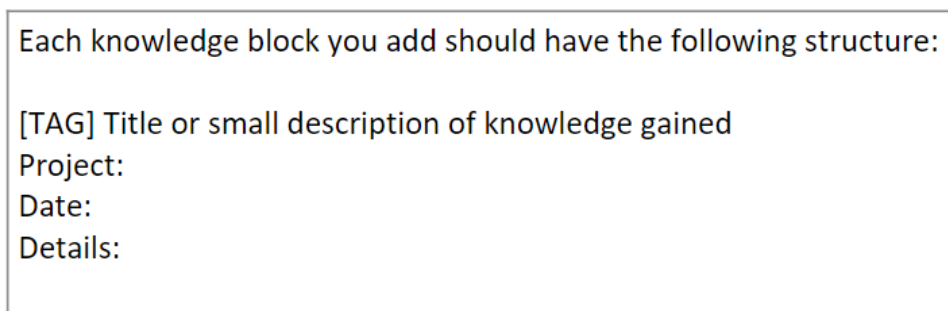 Each knowledge block you add should have the following structure:
[TAG] Title or small description of knowledge gained
Project:
Date:
Details: